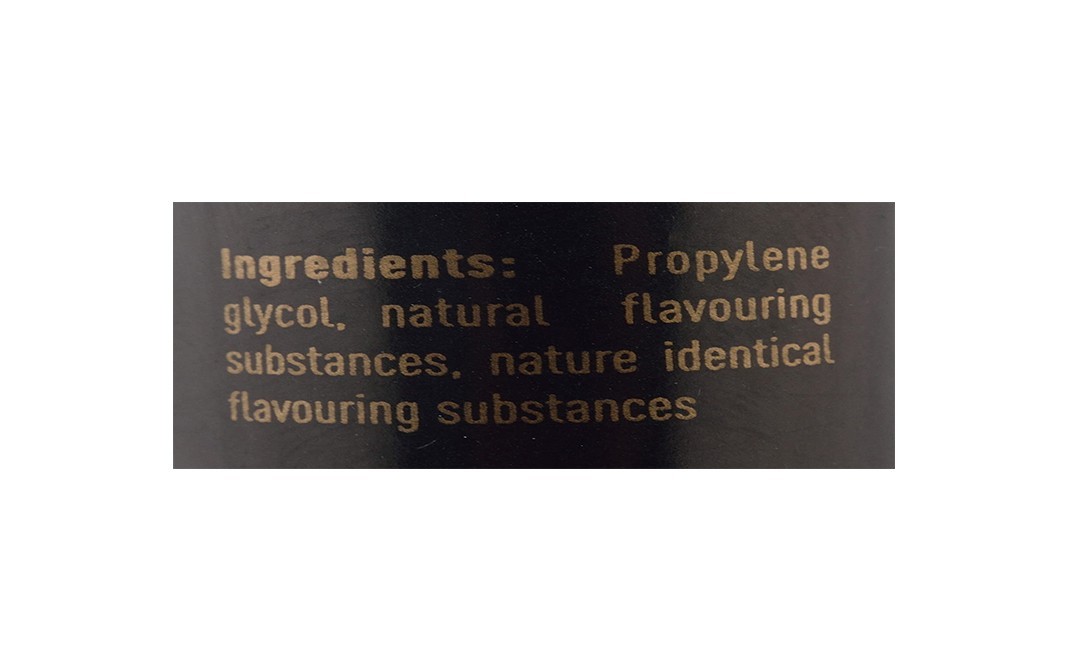 Ingredients: Propylene
glycol, natural flavouring
substances, nature identical
flavouring substances